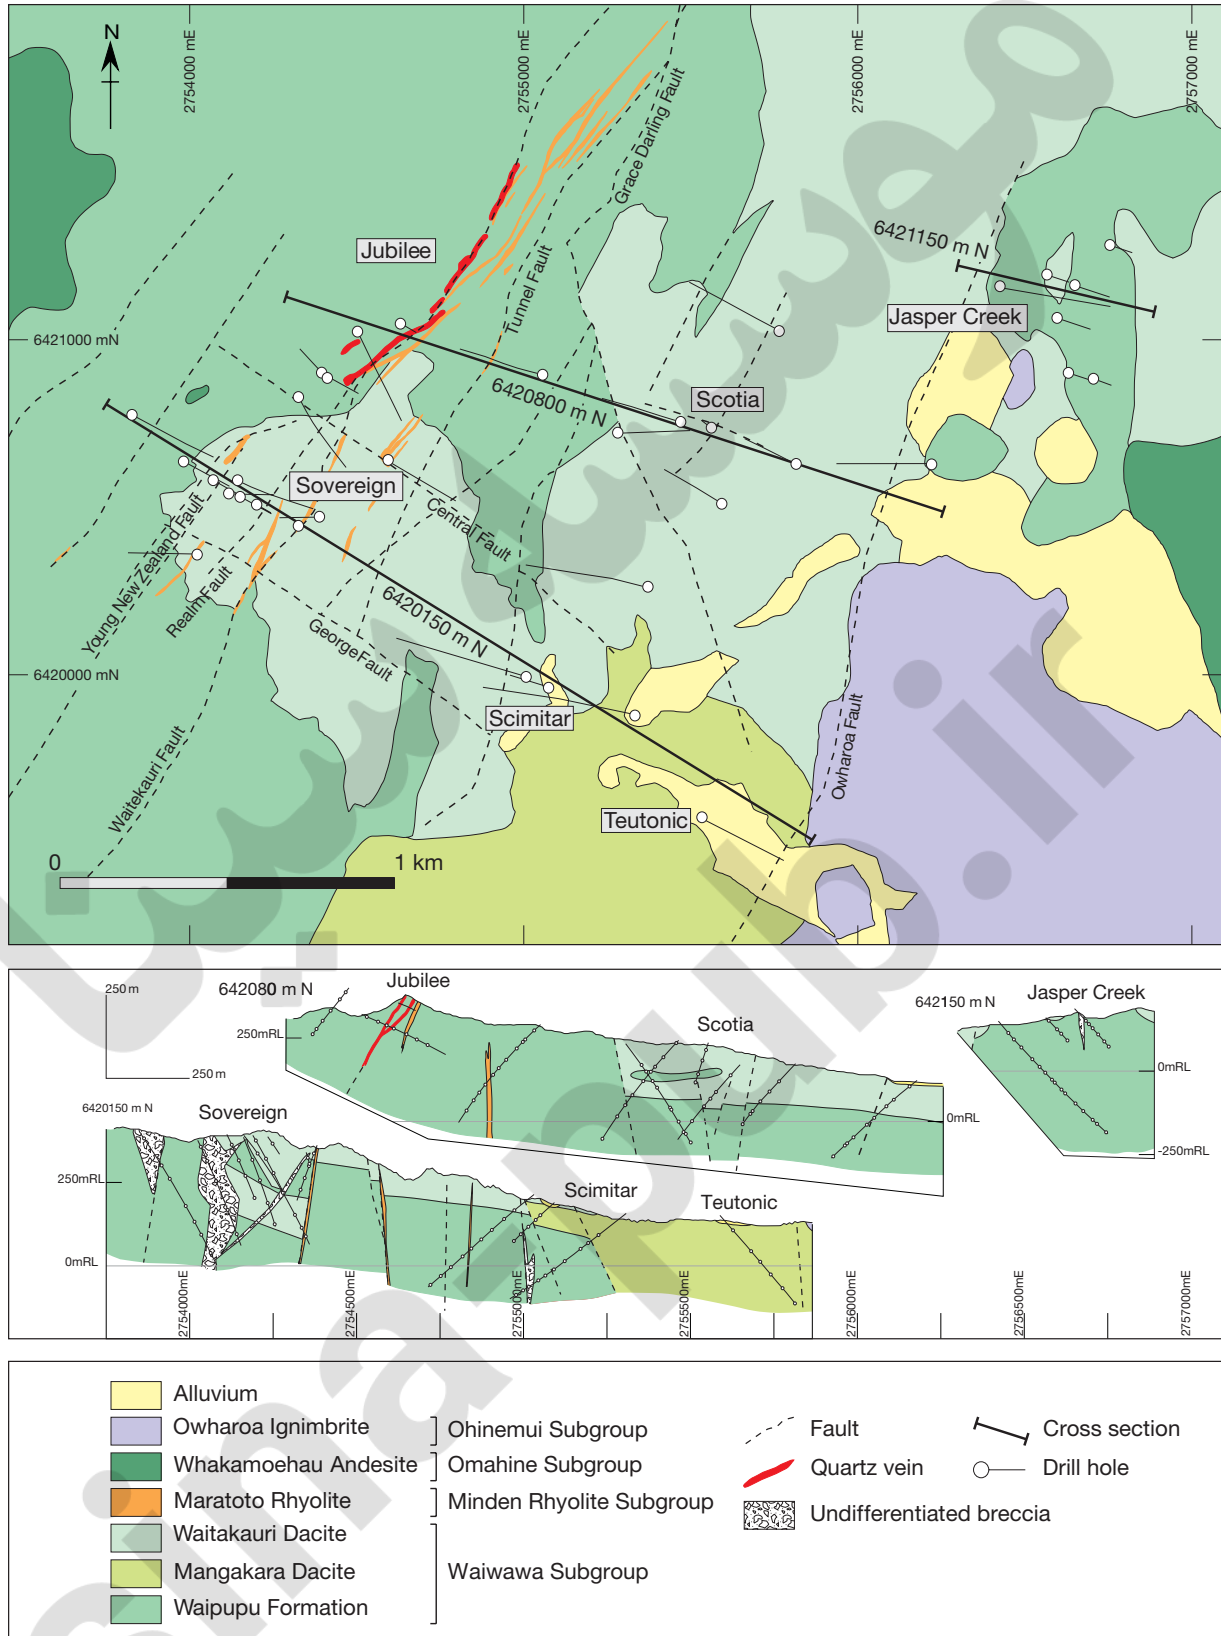 N
2754000 mE
2755000 mE
2756000 mE
2757000 mE
Grace Darling Fault
Jubilee
6421150 m N
Tunnel Fault
Jasper Creek
6421000 mN
6420800 m N
Scotia
Sovereign
Central Fault
Young New Zealand Fault
Realm Fault
6420150 m N
George Fault
6420000 mN
Scimitar
Owharoa Fault
Waitekauri Fault
Teutonic
0
1 km
250 m
250 m
642080 m N
Jubilee
250mRL
Scotia
0mRL
642150 m N
Jasper Creek
0mRL
-250mRL
6420150 m N
Sovereign
250mRL
Scimitar
Teutonic
0mRL
2754000mE
2754500mE
2755000mE
2755500mE
2756000mE
2756500mE
2757000mE
Alluvium
Owharoa Ignimbrite
Ohinemui Subgroup
Whakamoehau Andesite
Omahine Subgroup
Maratoto Rhyolite
Minden Rhyolite Subgroup
Waitakauri Dacite
Mangakara Dacite
Waiwawa Subgroup
Waipupu Formation
Fault
Cross section
Quartz vein
Drill hole
Undifferentiated breccia
sina-pub.ir